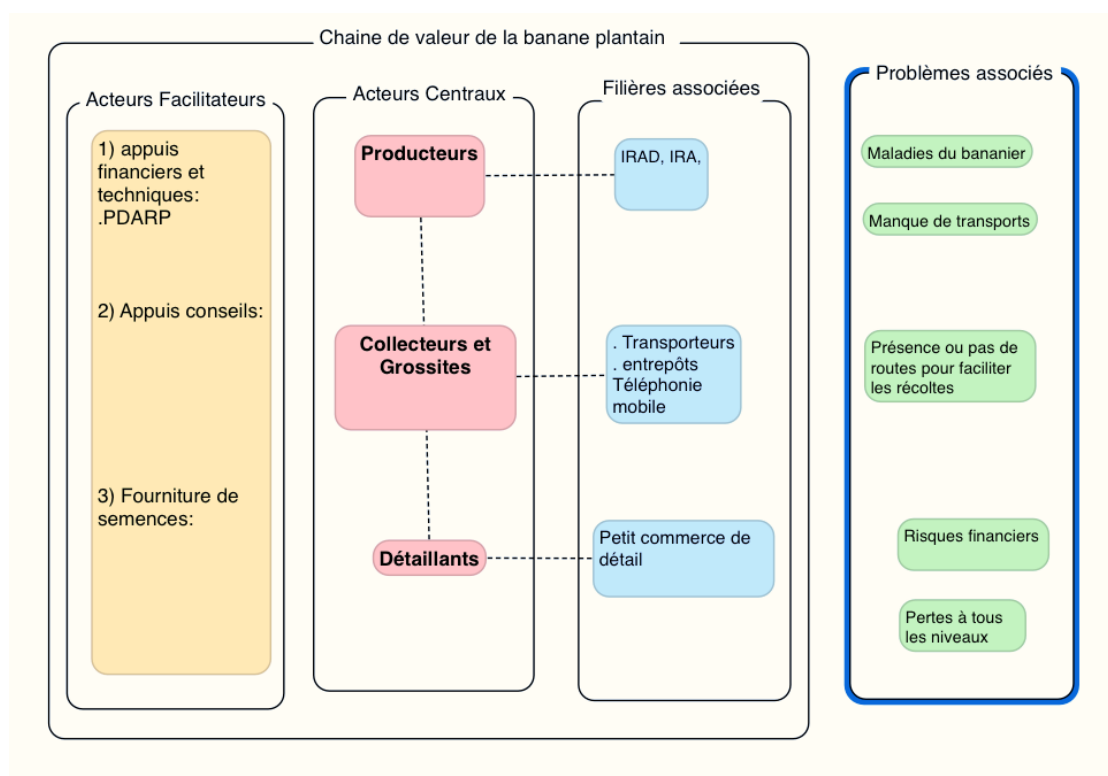 Chaine de valeur de la banane plantain
Acteurs Facilitateurs
1) appuis
financiers et
techniques:
.PDARP
2) Appuis conseils:
3) Fourniture de
semences:
Acteurs Centraux
Producteurs
Collecteurs et
Grossites
Détaillants
Filières associées
IRAD, IRA,
. Transporteurs
. entrepôts
Téléphonie
mobile
Petit commerce de
détail
Problèmes associés
Maladies du bananier
Manque de transports
Présence ou pas de
routes pour faciliter
les récoltes
Risques financiers
Pertes à tous
les niveaux